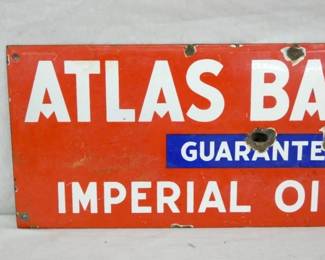 ATLAS BA
GUARANTE
IMPERIAL OI